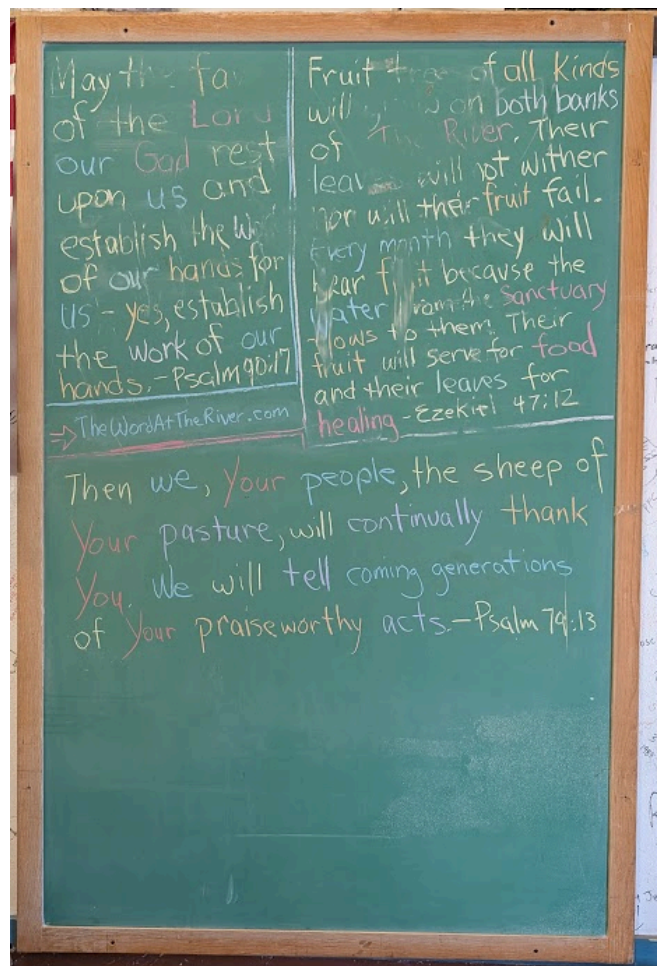 May the fa
of the Lord
our God rest
upon us and
establish the
of our hands for
us - yes, establish
the work of our
hands. - Psalm 90:17
→ TheWordAtTheRiver.com
Fruit trees of all Kinds
will on both banks
of The River. Their
leaves will not wither
nor will their fruit fail.
Every month they will
bear fruit because the
water from the Sanctuary
flows to them. Their
fruit will serve for food
and their leaves for
healing - Ezekiel 47:12
Then we, Your people, the sheep of
Your pasture, will continually thank
You. We will tell coming generations
of Your praiseworthy acts. - Psalm 79:13